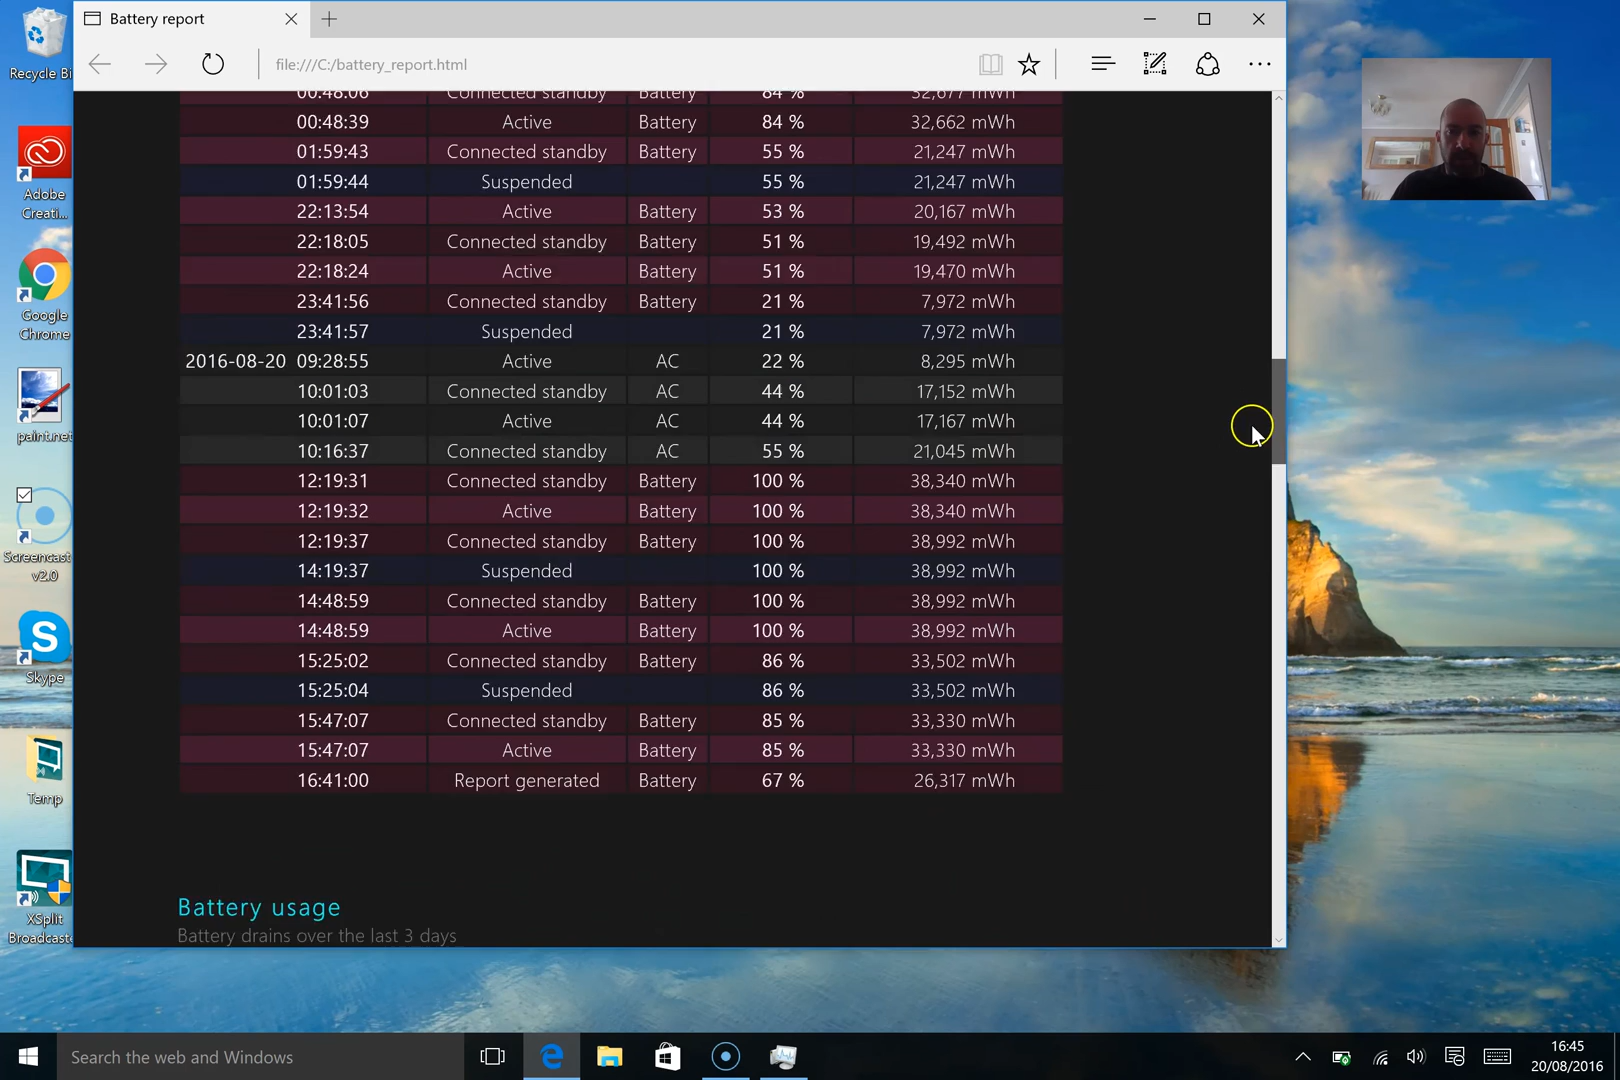 Battery report
file:///C:/battery_report.html
Recycle Bi
Adobe
Creati...
Google
Chrome
paint.net
Screencast
v2.0
Skype
Temp
XSplit
Broadcaste
00:48:06 Connected standby Battery 84 % 32,677 mWh
00:48:39 Active Battery 84 % 32,662 mWh
01:59:43 Connected standby Battery 55 % 21,247 mWh
01:59:44 Suspended 55 % 21,247 mWh
22:13:54 Active Battery 53 % 20,167 mWh
22:18:05 Connected standby Battery 51 % 19,492 mWh
22:18:24 Active Battery 51 % 19,470 mWh
23:41:56 Connected standby Battery 21 % 7,972 mWh
23:41:57 Suspended 21 % 7,972 mWh
2016-08-20 09:28:55 Active AC 22 % 8,295 mWh
10:01:03 Connected standby AC 44 % 17,152 mWh
10:01:07 Active AC 44 % 17,167 mWh
10:16:37 Connected standby AC 55 % 21,045 mWh
12:19:31 Connected standby Battery 100 % 38,340 mWh
12:19:32 Active Battery 100 % 38,340 mWh
12:19:37 Connected standby Battery 100 % 38,992 mWh
14:19:37 Suspended 100 % 38,992 mWh
14:48:59 Connected standby Battery 100 % 38,992 mWh
14:48:59 Active Battery 100 % 38,992 mWh
15:25:02 Connected standby Battery 86 % 33,502 mWh
15:25:04 Suspended 86 % 33,502 mWh
15:47:07 Connected standby Battery 85 % 33,330 mWh
15:47:07 Active Battery 85 % 33,330 mWh
16:41:00 Report generated Battery 67 % 26,317 mWh
Battery usage
Battery drains over the last 3 days
Search the web and Windows
16:45
20/08/2016